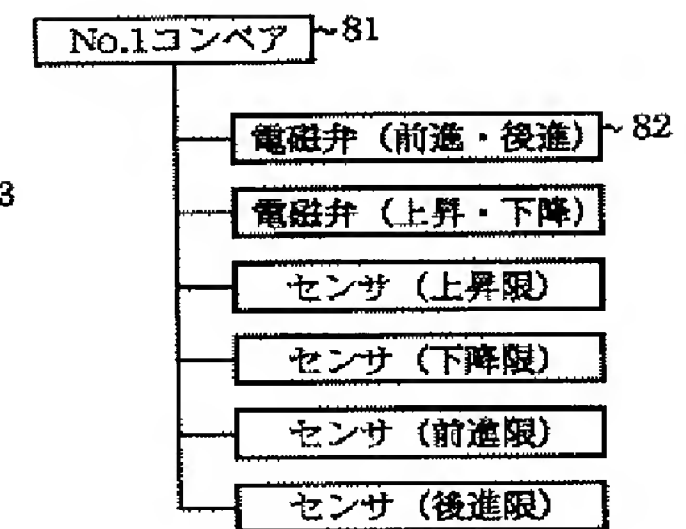 No.1コンベア 81
電磁弁（前進・後進） 82
3
電磁弁（上昇・下降）
センサ（上昇限）
センサ（下降限）
センサ（前進限）
センサ（後進限）